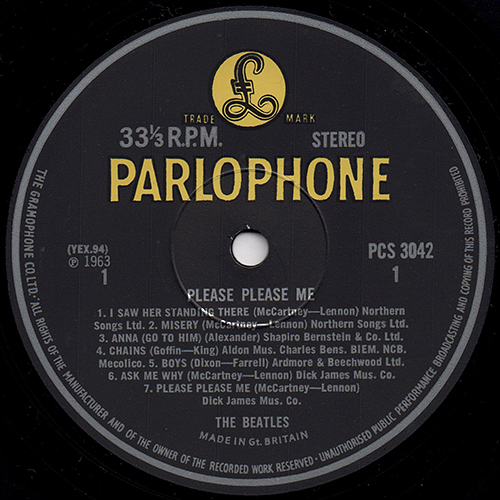 £
TRADE MARK
33⅓ R.P.M. STEREO
PARLOPHONE
(YEX.94) PCS 3042
℗ 1963
1 1
PLEASE PLEASE ME
1. I SAW HER STANDING THERE (McCartney—Lennon) Northern
Songs Ltd. 2. MISERY (McCartney—Lennon) Northern Songs Ltd.
3. ANNA (GO TO HIM) (Alexander) Shapiro Bernstein & Co. Ltd.
4. CHAINS (Goffin—King) Aldon Mus. Charles Bens. BIEM. NCB.
Mecolico. 5. BOYS (Dixon—Farrell) Ardmore & Beechwood Ltd.
6. ASK ME WHY (McCartney—Lennon) Dick James Mus. Co.
7. PLEASE PLEASE ME (McCartney—Lennon)
Dick James Mus. Co.
THE BEATLES
MADE IN Gt. BRITAIN
THE GRAMOPHONE CO. LTD. · ALL RIGHTS OF THE MANUFACTURER AND OF THE OWNER OF THE RECORDED WORK RESERVED · UNAUTHORISED PUBLIC PERFORMANCE BROADCASTING AND COPYING OF THIS RECORD PROHIBITED